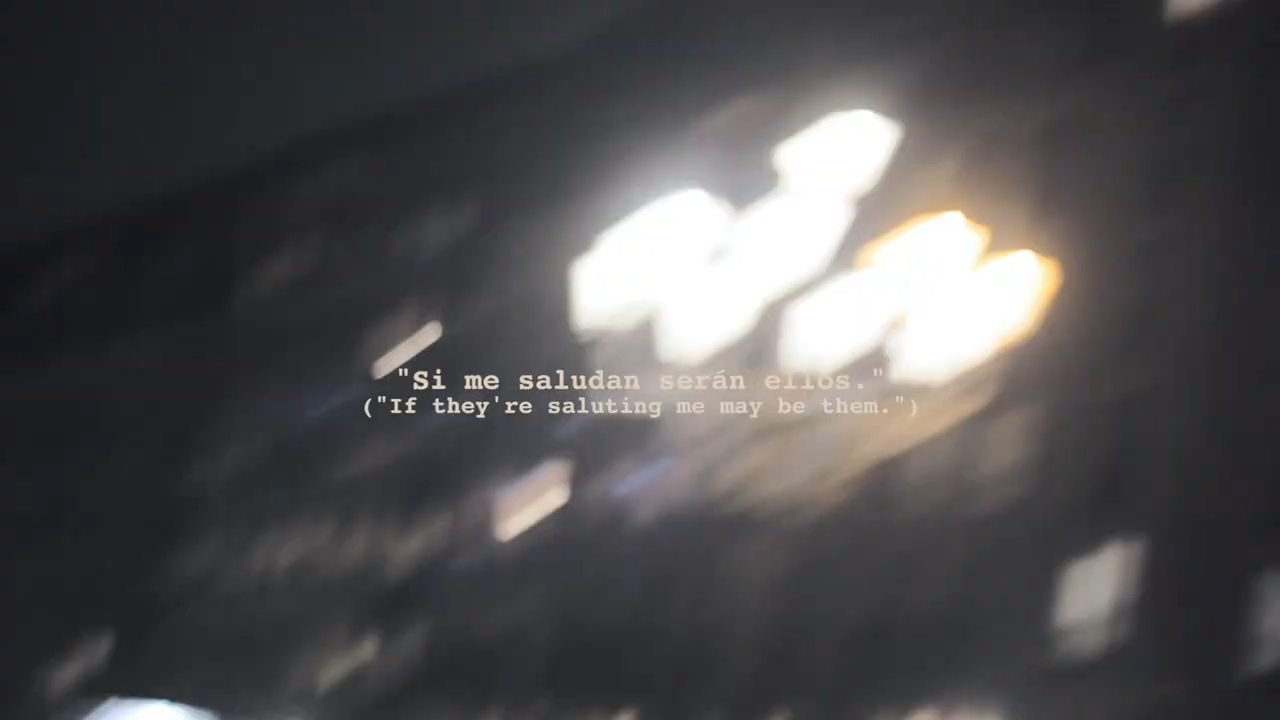 "Si me saludan serán ellos."
("If they're saluting me may be them.")